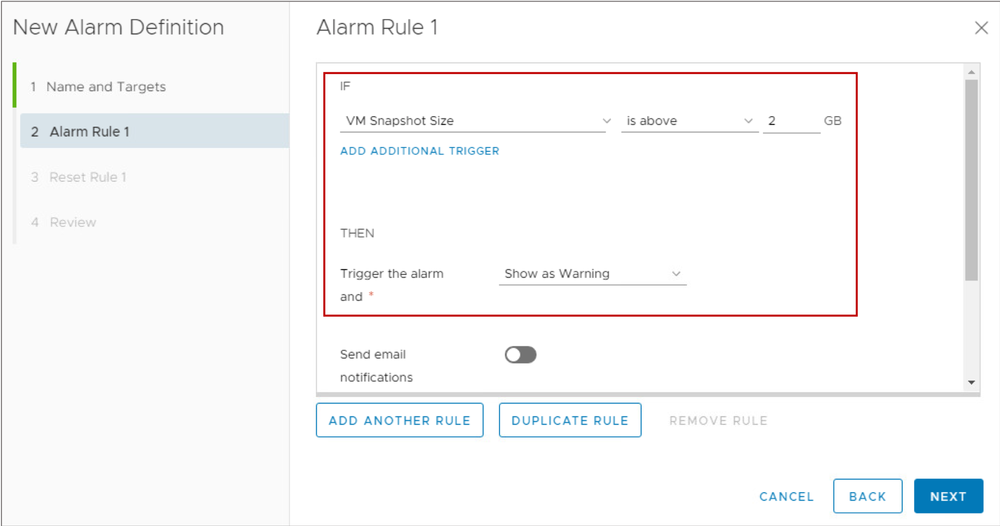 New Alarm Definition
1 Name and Targets
2 Alarm Rule 1
3 Reset Rule 1
4 Review
Alarm Rule 1
IF
VM Snapshot Size is above 2 GB
ADD ADDITIONAL TRIGGER
THEN
Trigger the alarm Show as Warning
and *
Send email
notifications
ADD ANOTHER RULE DUPLICATE RULE REMOVE RULE
CANCEL BACK NEXT